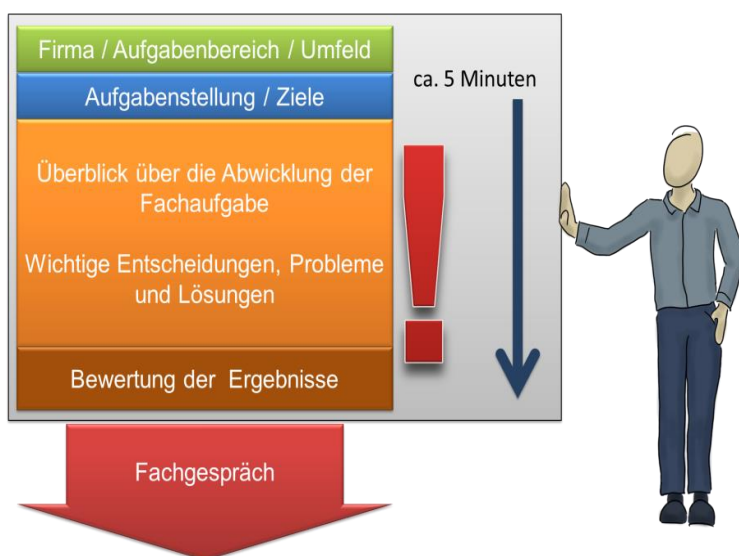 Firma / Aufgabenbereich / Umfeld
ca. 5 Minuten
Aufgabenstellung / Ziele
Überblick über die Abwicklung der
Fachaufgabe
Wichtige Entscheidungen, Probleme
und Lösungen
!
Bewertung der Ergebnisse
Fachgespräch